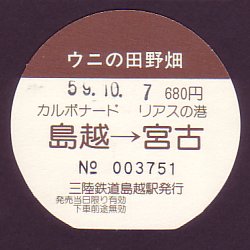 ウニの田野畑
59.10.7 680円
カルボナード リアスの港
島越→宮古
№ 003751
三陸鉄道島越駅発行
発売当日限り有効
下車前途無効